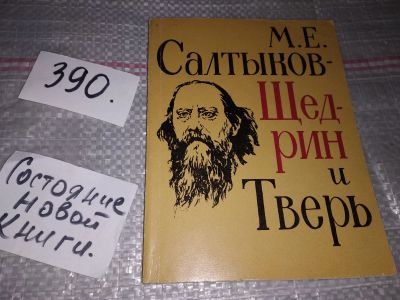 390.
Состояние
новой
книги.
М.Е.
Салтыков-
Щед-
рин
и
Тверь